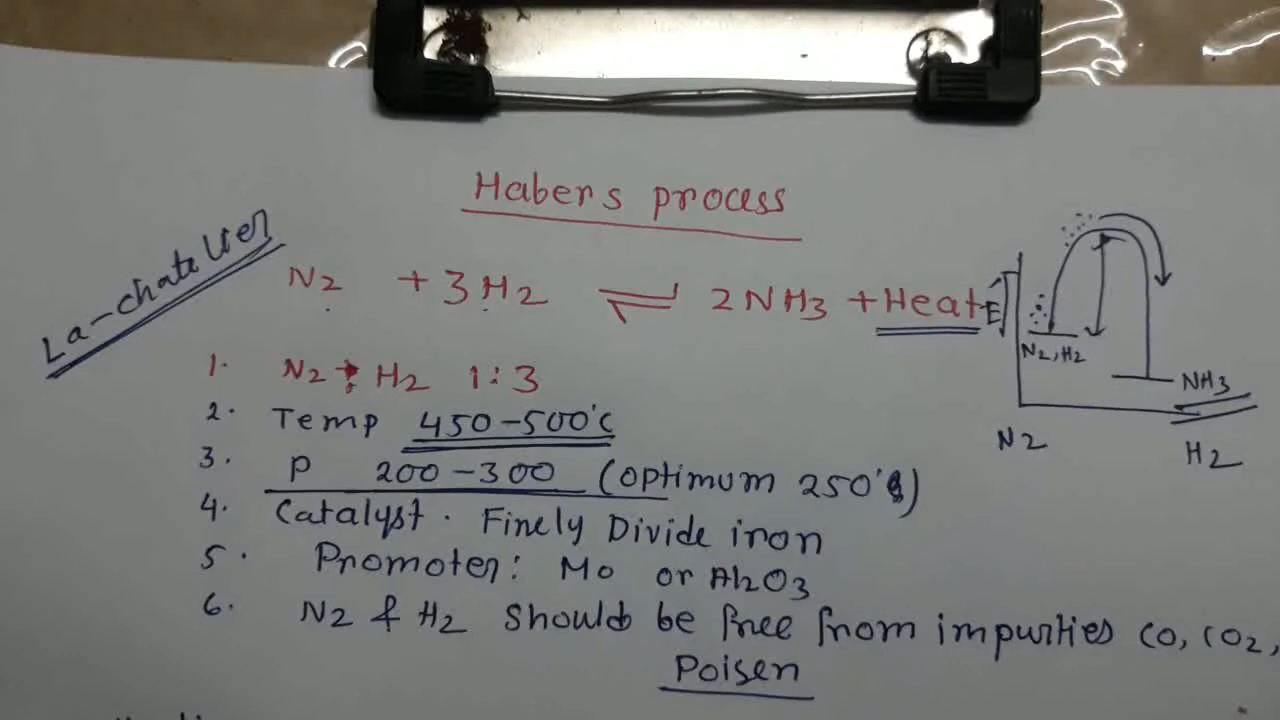 Habers process
La-chatelier
N2 + 3H2 ⇌ 2NH3 + Heat
E
N2, H2
NH3
N2
H2
1. N2 : H2 1:3
2. Temp 450-500°C
3. P 200-300 (optimum 250
4. Catalyst. Finely Divide iron
5. Promoter: Mo or Al2O3
6. N2 & H2 should be free from impurities CO, CO2,
Poisen